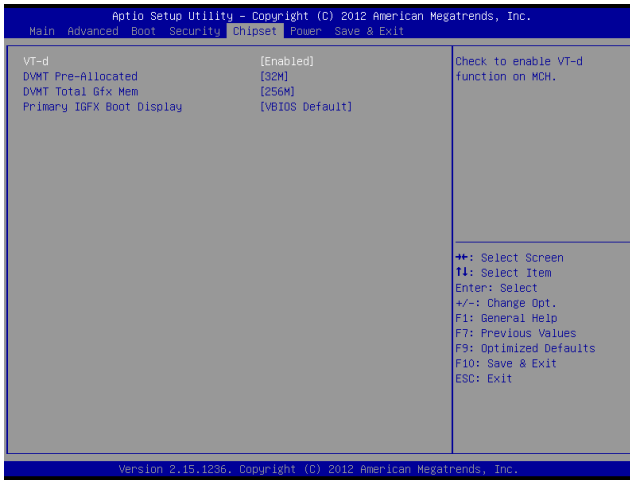 Aptio Setup Utility – Copyright (C) 2012 American Megatrends, Inc.
Main Advanced Boot Security Chipset Power Save & Exit
VT-d [Enabled]
DVMT Pre-Allocated [32M]
DVMT Total Gfx Mem [256M]
Primary IGFX Boot Display [VBIOS Default]
Check to enable VT-d
function on MCH.
→←: Select Screen
↑↓: Select Item
Enter: Select
+/-: Change Opt.
F1: General Help
F7: Previous Values
F9: Optimized Defaults
F10: Save & Exit
ESC: Exit
Version 2.15.1236. Copyright (C) 2012 American Megatrends, Inc.